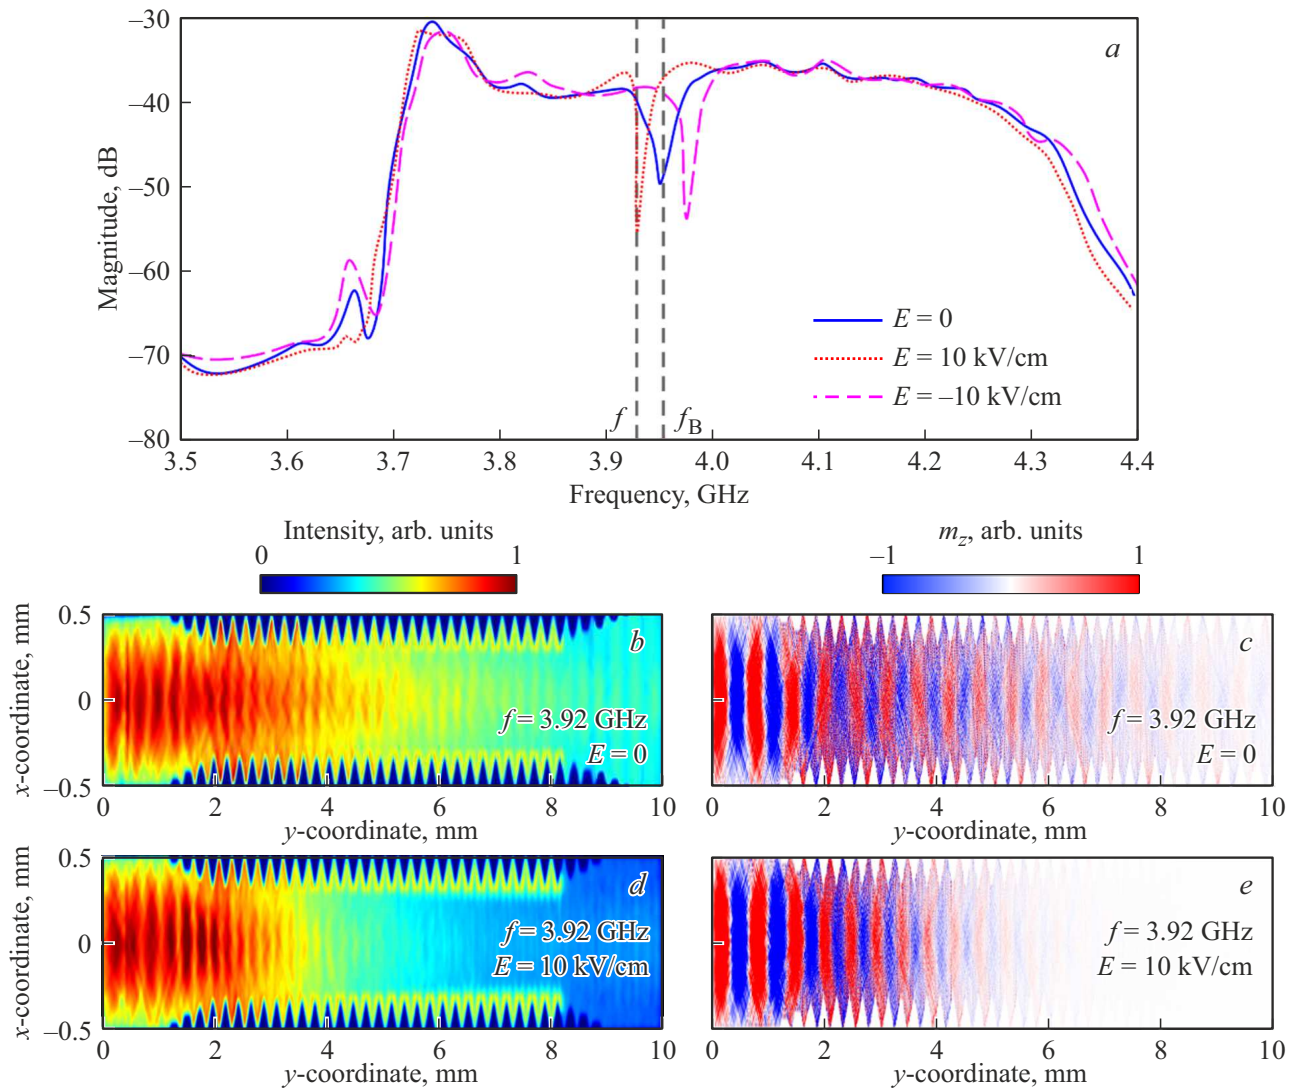 −30
a
−40
−50
−60
−70
−80
Magnitude, dB
E = 0
E = 10 kV/cm
E = −10 kV/cm
f
f_B
3.5 3.6 3.7 3.8 3.9 4.0 4.1 4.2 4.3 4.4
Frequency, GHz
Intensity, arb. units
0 1
m_z, arb. units
−1 1
x-coordinate, mm
0.5
0
−0.5
b
f = 3.92 GHz
E = 0
0 2 4 6 8 10
y-coordinate, mm
c
f = 3.92 GHz
E = 0
0 2 4 6 8 10
y-coordinate, mm
x-coordinate, mm
0.5
0
−0.5
d
f = 3.92 GHz
E = 10 kV/cm
0 2 4 6 8 10
y-coordinate, mm
e
f = 3.92 GHz
E = 10 kV/cm
0 2 4 6 8 10
y-coordinate, mm